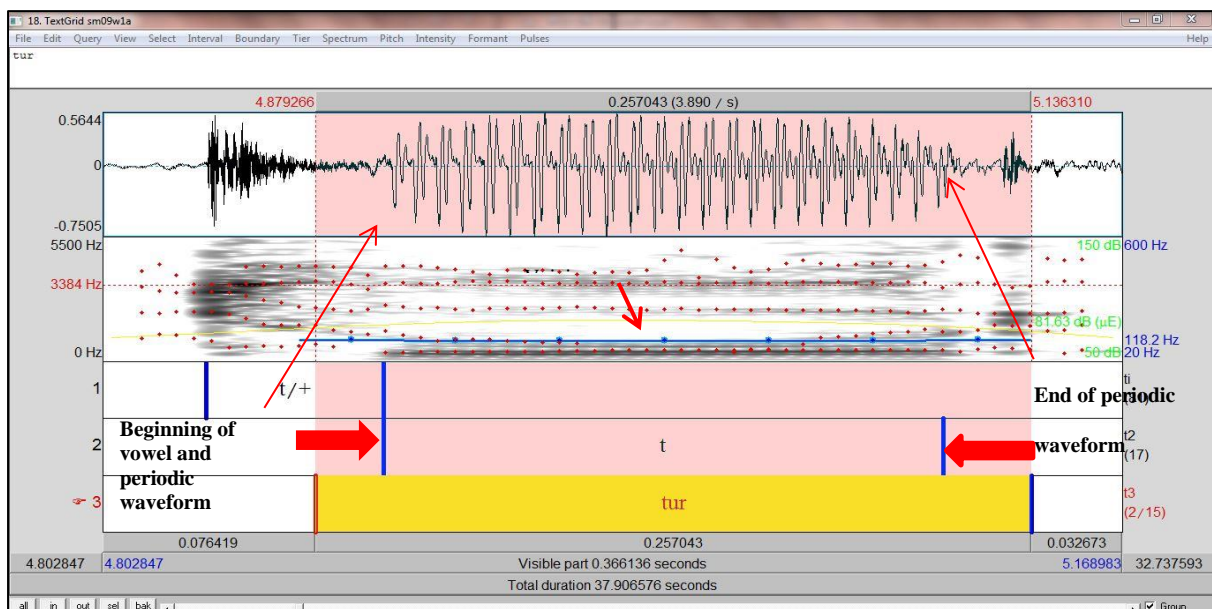 18. TextGrid sm09w1a
File Edit Query View Select Interval Boundary Tier Spectrum Pitch Intensity Formant Pulses Help
tur
4.879266 0.257043 (3.890 / s) 5.136310
0.5644
0
-0.7505
5500 Hz 150 dB 600 Hz
3384 Hz
81.63 dB (µE)
118.2 Hz
0 Hz 50 dB 20 Hz
1 t/+ ti
End of periodic
Beginning of
vowel and
periodic
waveform
2 t t2
waveform (17)
3 tur t3
(2/15)
0.076419 0.257043 0.032673
4.802847 4.802847 Visible part 0.366136 seconds 5.168983 32.737593
Total duration 37.906576 seconds
all in out sel bak Group